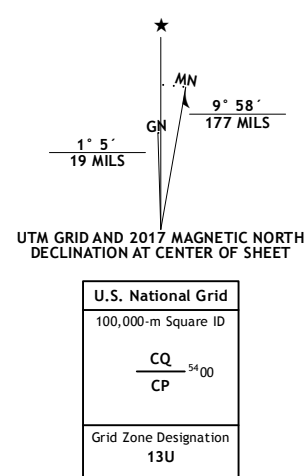 ★
MN
GN
9° 58´
177 MILS
1° 5´
19 MILS
UTM GRID AND 2017 MAGNETIC NORTH
DECLINATION AT CENTER OF SHEET
U.S. National Grid
100,000-m Square ID
CQ
5400
CP
Grid Zone Designation
13U